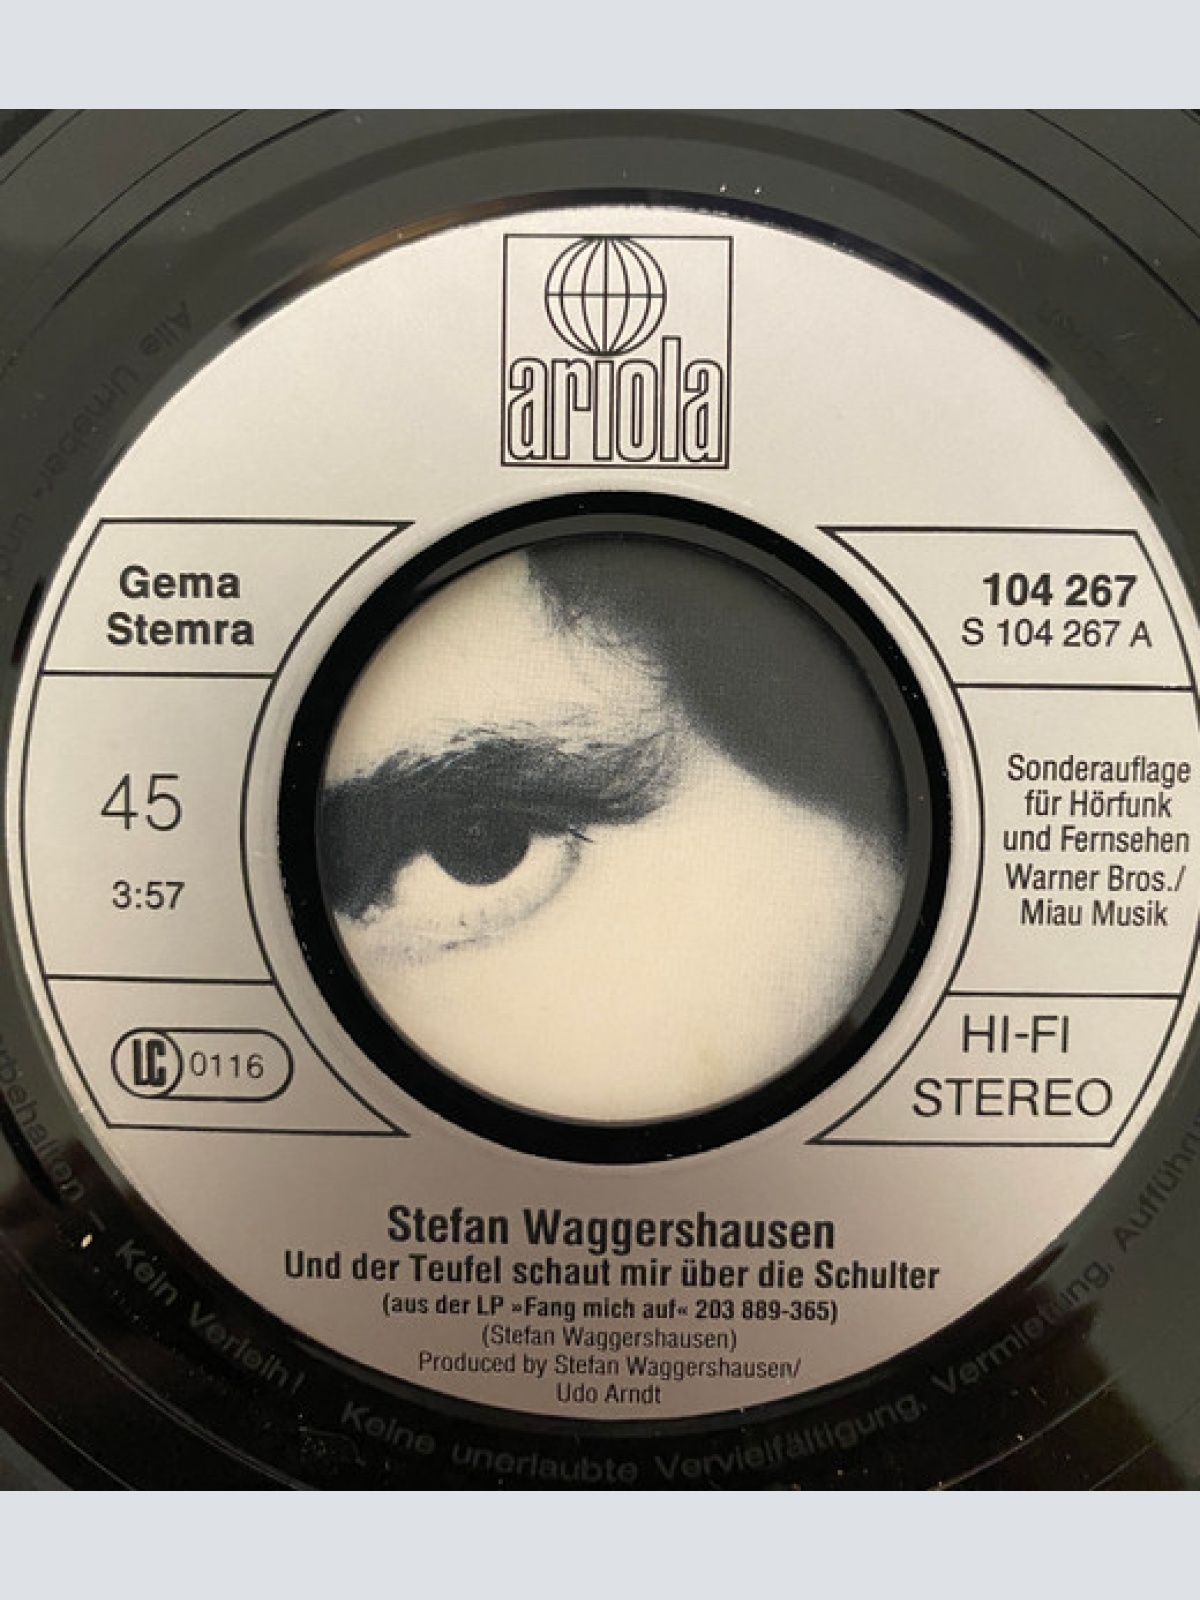 ariola
Gema
Stemra
45
3:57
LC 0116
104 267
S 104 267 A
Sonderauflage
für Hörfunk
und Fernsehen
Warner Bros./
Miau Musik
HI-FI
STEREO
Stefan Waggershausen
Und der Teufel schaut mir über die Schulter
(aus der LP »Fang mich auf« 203 889-365)
(Stefan Waggershausen)
Produced by Stefan Waggershausen/
Udo Arndt
Alle Urheber-
Kein Verleih! Keine unerlaubte Vervielfältigung, Vermietung,